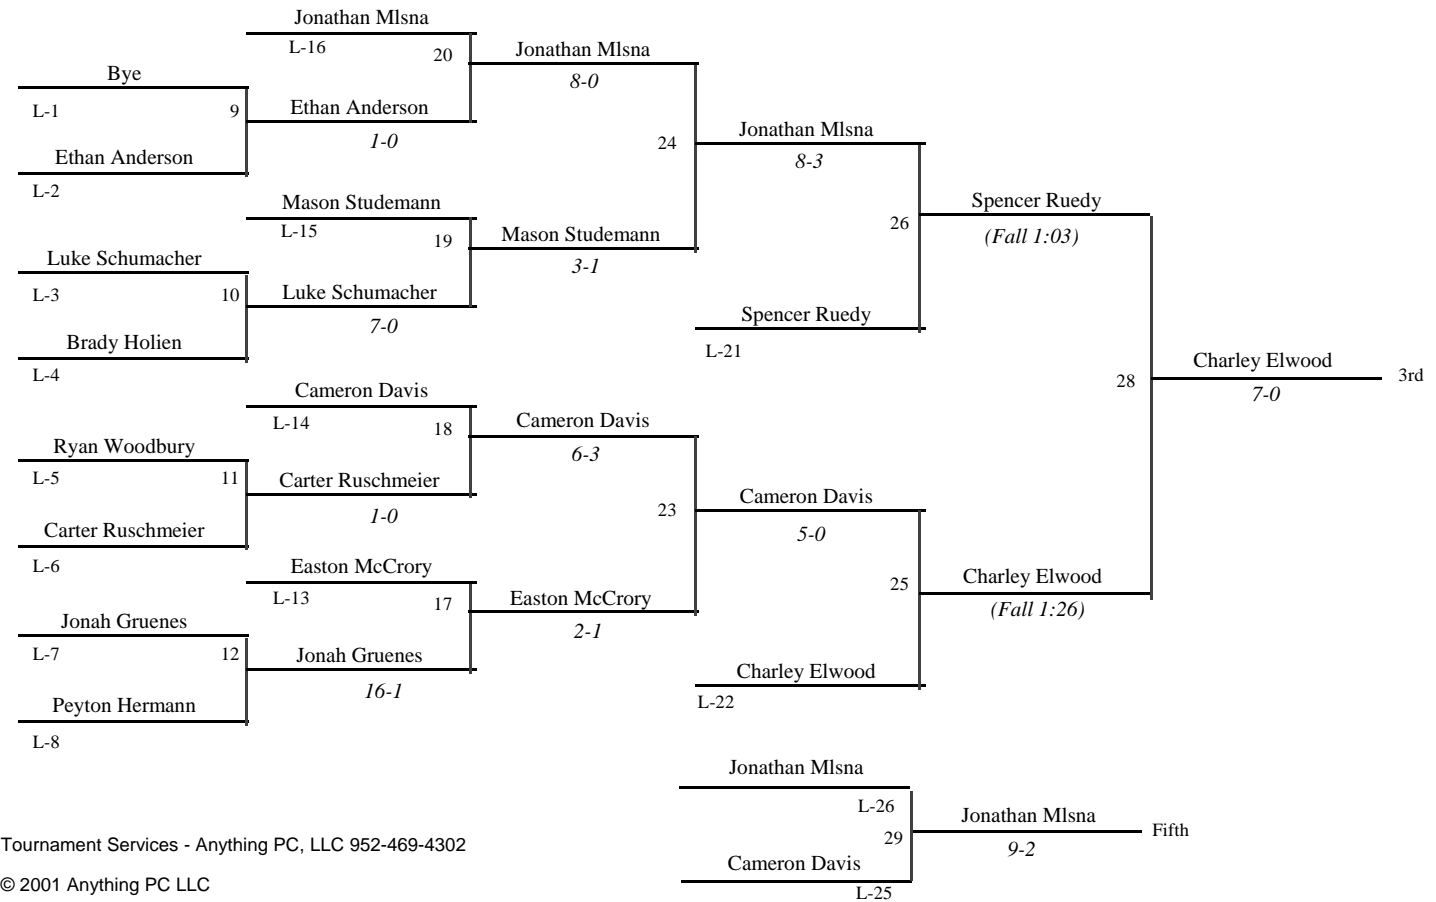 Jonathan Mlsna
L-16
20
Jonathan Mlsna
8-0
Bye
L-1
9
Ethan Anderson
1-0
Ethan Anderson
L-2
24
Jonathan Mlsna
8-3
Mason Studemann
L-15
19
Mason Studemann
3-1
26
Spencer Ruedy
(Fall 1:03)
Luke Schumacher
L-3
10
Luke Schumacher
7-0
Brady Holien
L-4
Spencer Ruedy
L-21
28
Charley Elwood
7-0
3rd
Cameron Davis
L-14
18
Cameron Davis
6-3
Ryan Woodbury
L-5
11
Carter Ruschmeier
1-0
Carter Ruschmeier
L-6
23
Cameron Davis
5-0
Easton McCrory
L-13
17
Easton McCrory
2-1
25
Charley Elwood
(Fall 1:26)
Jonah Gruenes
L-7
12
Jonah Gruenes
16-1
Peyton Hermann
L-8
Charley Elwood
L-22
Jonathan Mlsna
L-26
29
Jonathan Mlsna
9-2
Fifth
Cameron Davis
L-25
Tournament Services - Anything PC, LLC 952-469-4302
© 2001 Anything PC LLC